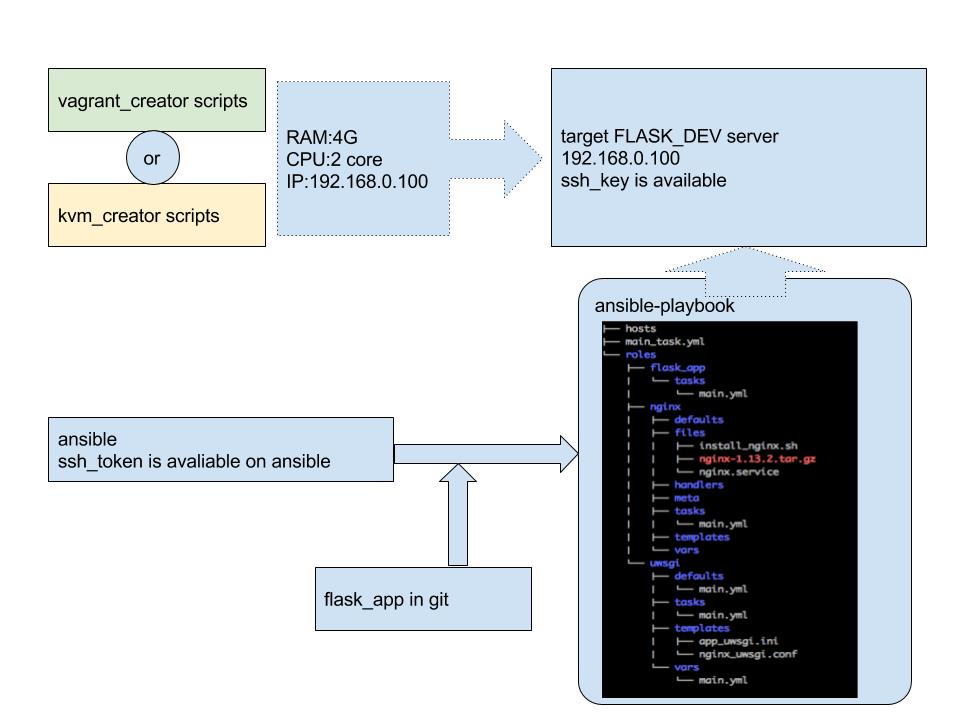 vagrant_creator scripts
or
kvm_creator scripts
RAM:4G
CPU:2 core
IP:192.168.0.100
target FLASK_DEV server
192.168.0.100
ssh_key is available
ansible
ssh_token is avaliable on ansible
flask_app in git
ansible-playbook
├── hosts
├── main_task.yml
└── roles
    ├── flask_app
    │   └── tasks
    │       └── main.yml
    ├── nginx
    │   ├── defaults
    │   ├── files
    │   │   ├── install_nginx.sh
    │   │   ├── nginx-1.13.2.tar.gz
    │   │   └── nginx.service
    │   ├── handlers
    │   ├── meta
    │   ├── tasks
    │   │   └── main.yml
    │   ├── templates
    │   └── vars
    └── uwsgi
        ├── defaults
        │   └── main.yml
        ├── tasks
        │   └── main.yml
        ├── templates
        │   ├── app_uwsgi.ini
        │   └── nginx_uwsgi.conf
        └── vars
            └── main.yml